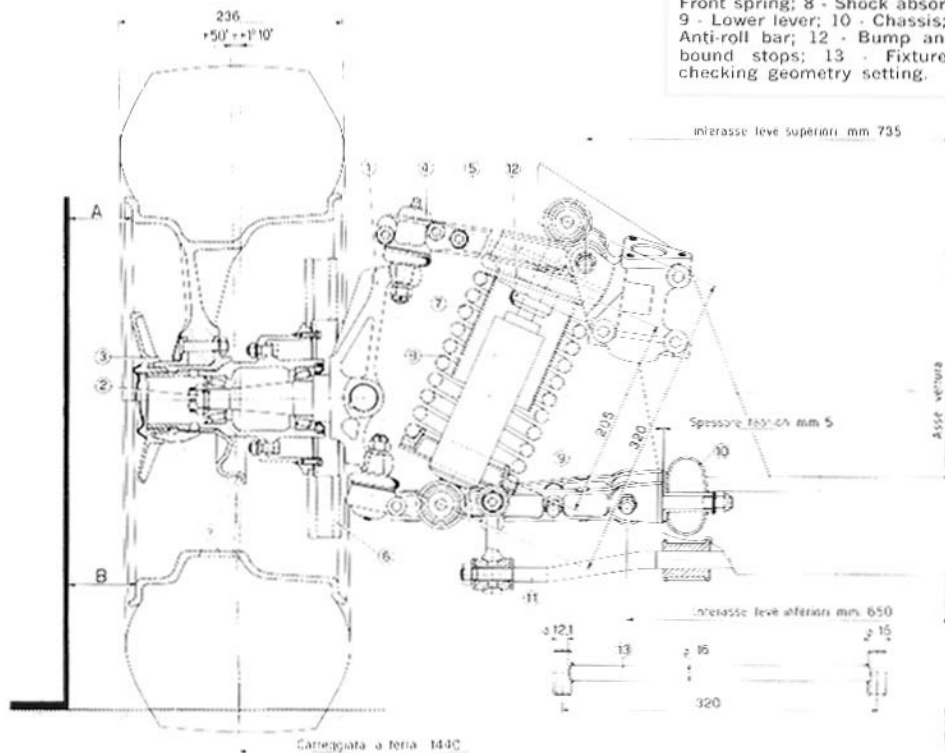 Front spring; 8 - Shock absor
9 - Lower lever; 10 - Chassis;
Anti-roll bar; 12 - Bump an
bound stops; 13 - Fixture
checking geometry setting.
236
+50' ÷ +1° 10'
interasse leve superiori mm 735
A
1
4
5
12
7
3
8
2
205
320
Spessore mm 5
Asse vettura
9
10
6
B
11
interasse leve inferiori mm. 650
ø 12,1
13
ø 16
ø 15
320
Carreggiata a 1440